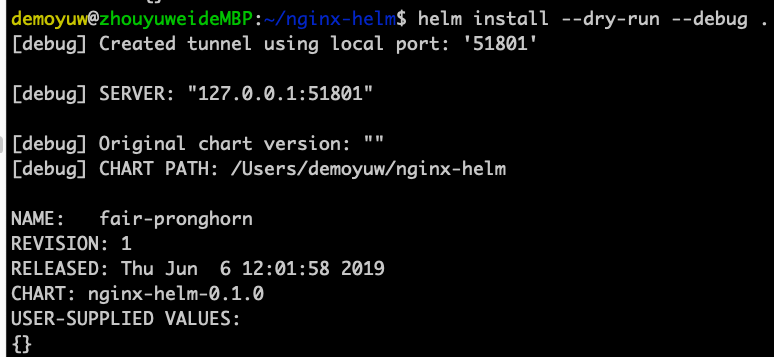 demoyuw@zhouyuweideMBP:~/nginx-helm$ helm install --dry-run --debug .
[debug] Created tunnel using local port: '51801'
[debug] SERVER: "127.0.0.1:51801"
[debug] Original chart version: ""
[debug] CHART PATH: /Users/demoyuw/nginx-helm
NAME:   fair-pronghorn
REVISION: 1
RELEASED: Thu Jun  6 12:01:58 2019
CHART: nginx-helm-0.1.0
USER-SUPPLIED VALUES:
{}